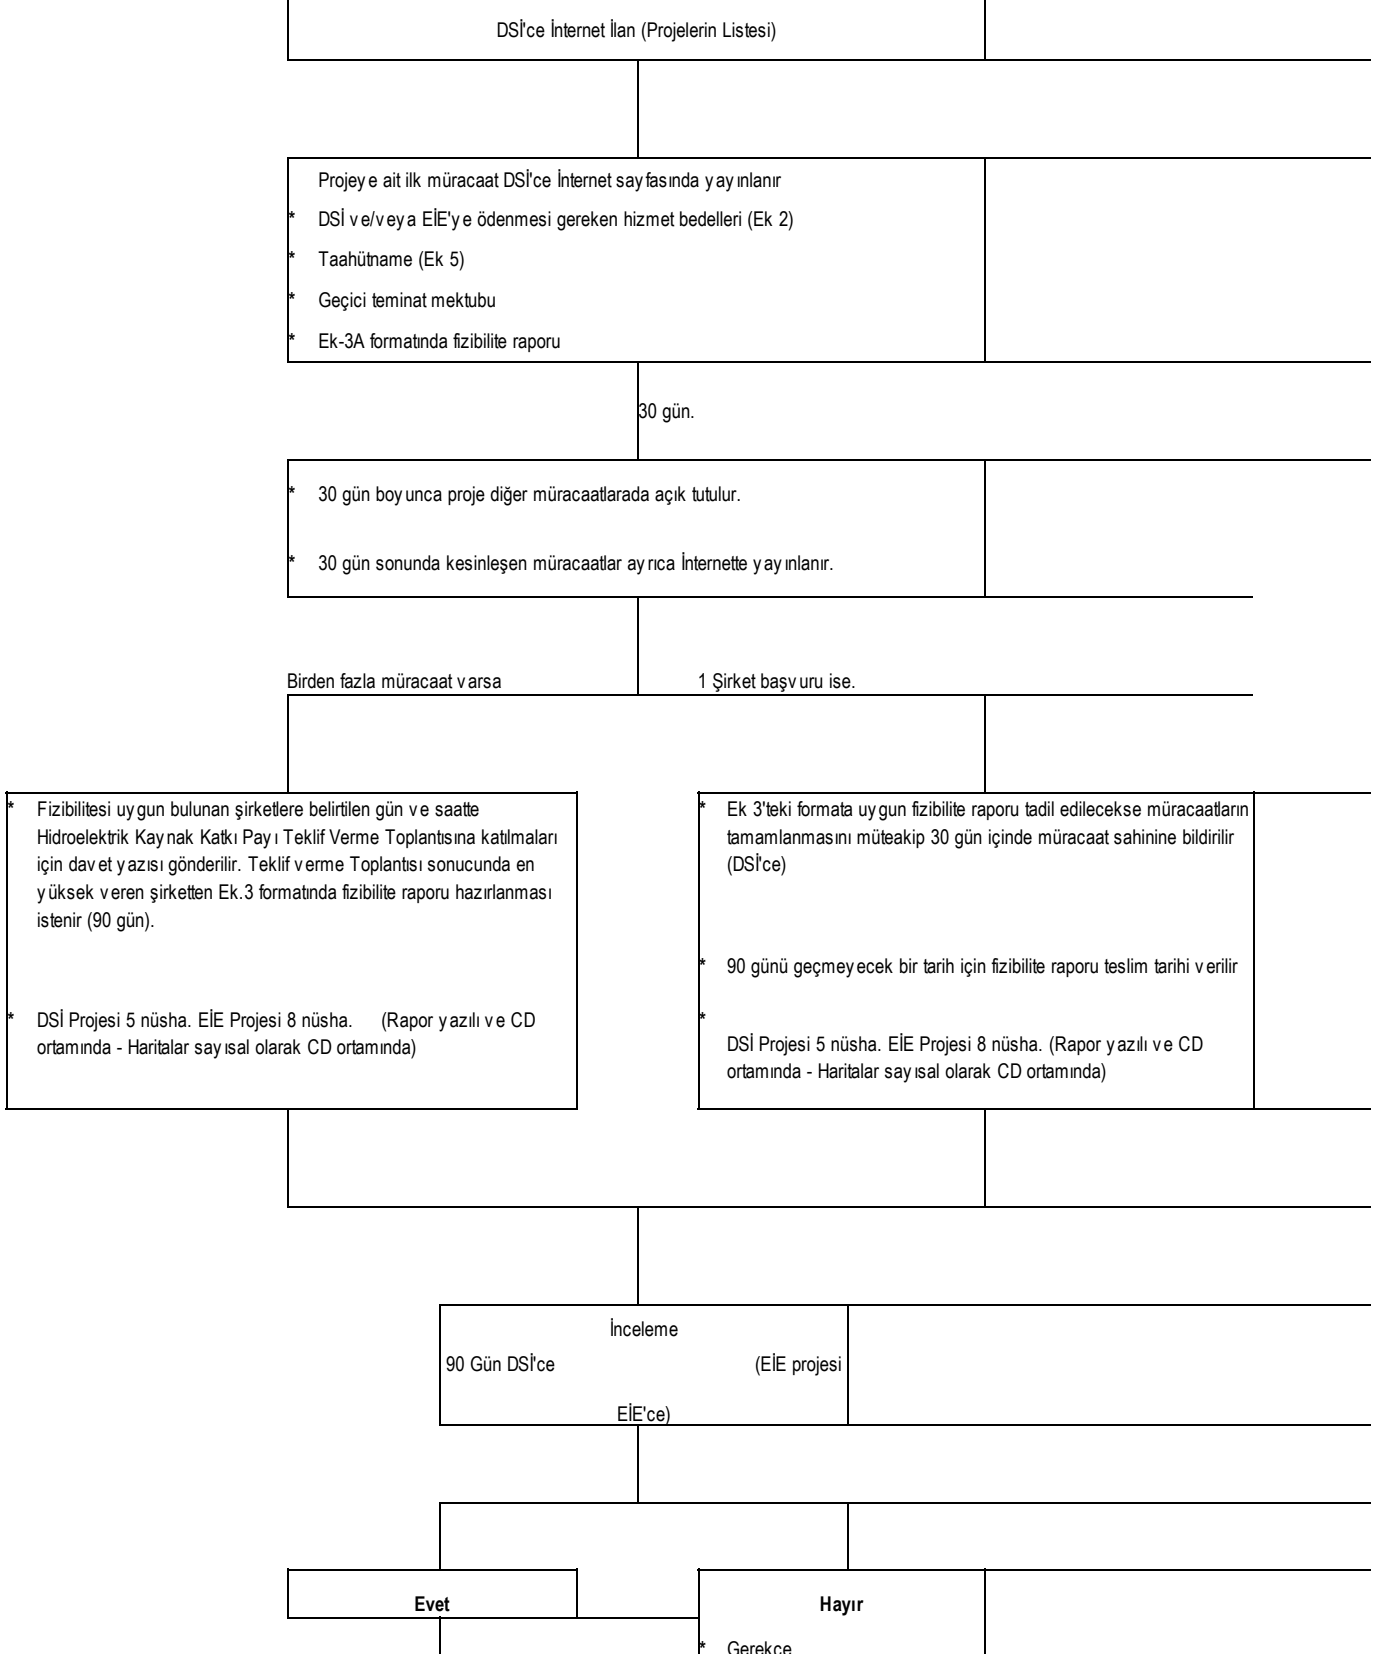 DSİ'ce İnternet İlan (Projelerin Listesi)
Projeye ait ilk müracaat DSİ'ce İnternet sayfasında yayınlanır
* DSİ ve/veya EİE'ye ödenmesi gereken hizmet bedelleri (Ek 2)
* Taahütname (Ek 5)
* Geçici teminat mektubu
* Ek-3A formatında fizibilite raporu
30 gün.
* 30 gün boyunca proje diğer müracaatlarada açık tutulur.
* 30 gün sonunda kesinleşen müracaatlar ayrıca İnternette yayınlanır.
Birden fazla müracaat varsa
1 Şirket başvuru ise.
* Fizibilitesi uygun bulunan şirketlere belirtilen gün ve saatte
Hidroelektrik Kaynak Katkı Payı Teklif Verme Toplantısına katılmaları
için davet yazısı gönderilir. Teklif verme Toplantısı sonucunda en
yüksek veren şirketten Ek.3 formatında fizibilite raporu hazırlanması
istenir (90 gün).
* DSİ Projesi 5 nüsha. EİE Projesi 8 nüsha. (Rapor yazılı ve CD
ortamında - Haritalar sayısal olarak CD ortamında)
* Ek 3'teki formata uygun fizibilite raporu tadil edilecekse müracaatların
tamamlanmasını müteakip 30 gün içinde müracaat sahinine bildirilir
(DSİ'ce)
* 90 günü geçmeyecek bir tarih için fizibilite raporu teslim tarihi verilir
*
DSİ Projesi 5 nüsha. EİE Projesi 8 nüsha. (Rapor yazılı ve CD
ortamında - Haritalar sayısal olarak CD ortamında)
İnceleme
90 Gün DSİ'ce (EİE projesi
EİE'ce)
Evet
Hayır
* Gerekçe